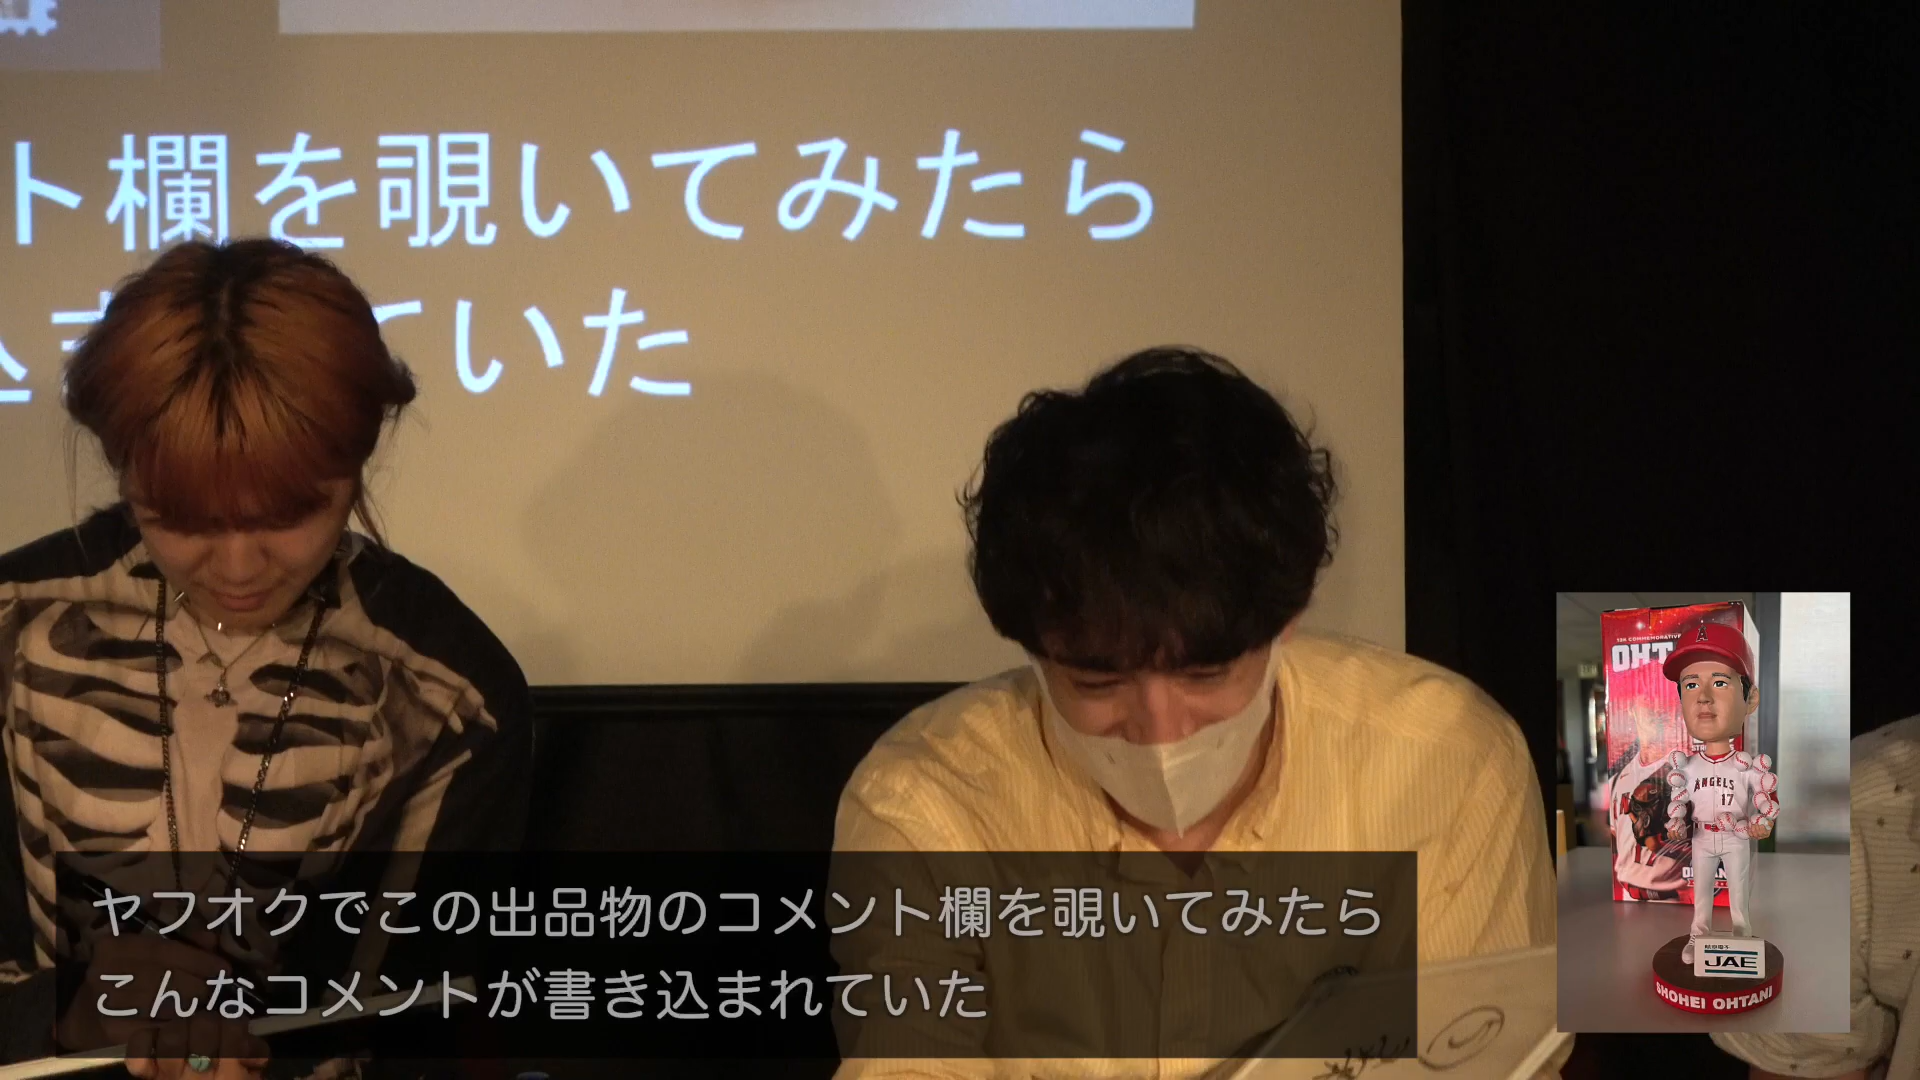 ト欄を覗いてみたら
ていた
ヤフオクでこの出品物のコメント欄を覗いてみたら
こんなコメントが書き込まれていた
OHT
A
ANGELS
17
JAE
SHOHEI OHTANI